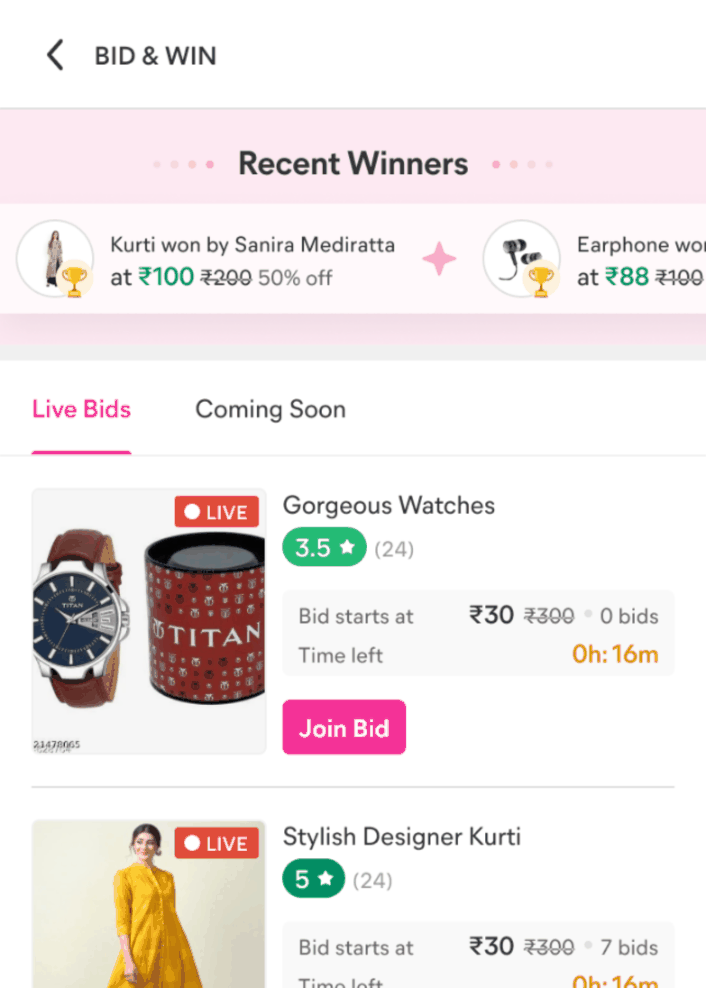 BID & WIN
Recent Winners
Kurti won by Sanira Mediratta
at ₹100 ₹200 50% off
Earphone wo
at ₹88 ₹100
Live Bids
Coming Soon
LIVE
TITAN
TITAN
Gorgeous Watches
3.5 ★ (24)
Bid starts at ₹30 ₹300 • 0 bids
Time left 0h: 16m
Join Bid
LIVE
Stylish Designer Kurti
5 ★ (24)
Bid starts at ₹30 ₹300 • 7 bids
Time left 0h: 16m